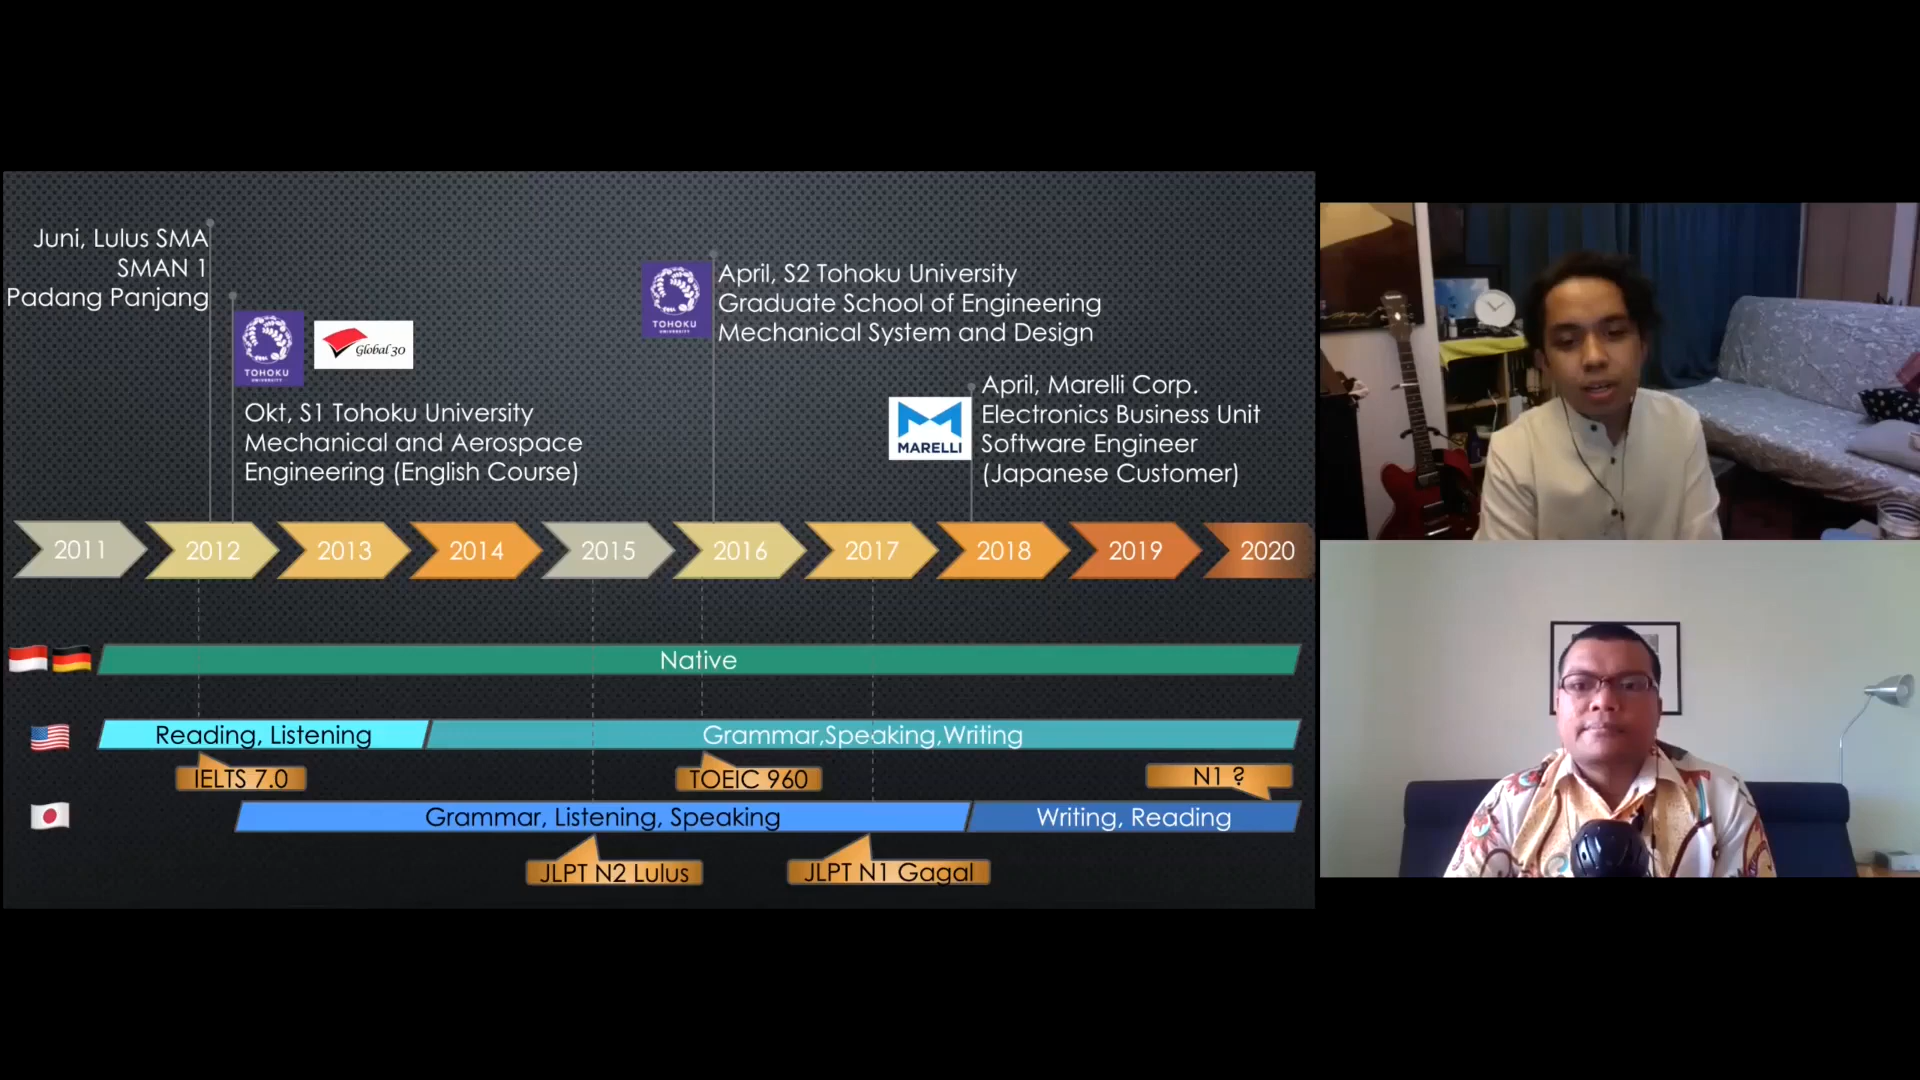 Juni, Lulus SMA
SMAN 1
Padang Panjang
TOHOKU
UNIVERSITY
Global 30
Okt, S1 Tohoku University
Mechanical and Aerospace
Engineering (English Course)
TOHOKU
UNIVERSITY
April, S2 Tohoku University
Graduate School of Engineering
Mechanical System and Design
MARELLI
April, Marelli Corp.
Electronics Business Unit
Software Engineer
(Japanese Customer)
2011 2012 2013 2014 2015 2016 2017 2018 2019 2020
Native
Reading, Listening
Grammar,Speaking,Writing
IELTS 7.0
TOEIC 960
N1 ?
Grammar, Listening, Speaking
Writing, Reading
JLPT N2 Lulus
JLPT N1 Gagal